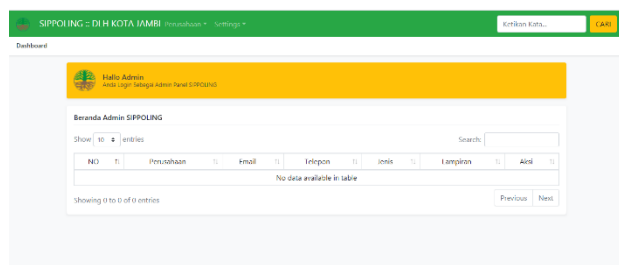 SIPPOLING :: DLH KOTA JAMBI Perusahaan Settings Ketikan Kata... CARI
Dashboard
Hallo Admin
Anda Login Sebagai Admin Panel SIPPOLING
Beranda Admin SIPPOLING
Show 10 entries Search:
NO Perusahaan Email Telepon Jenis Lampiran Aksi
No data available in table
Showing 0 to 0 of 0 entries Previous Next